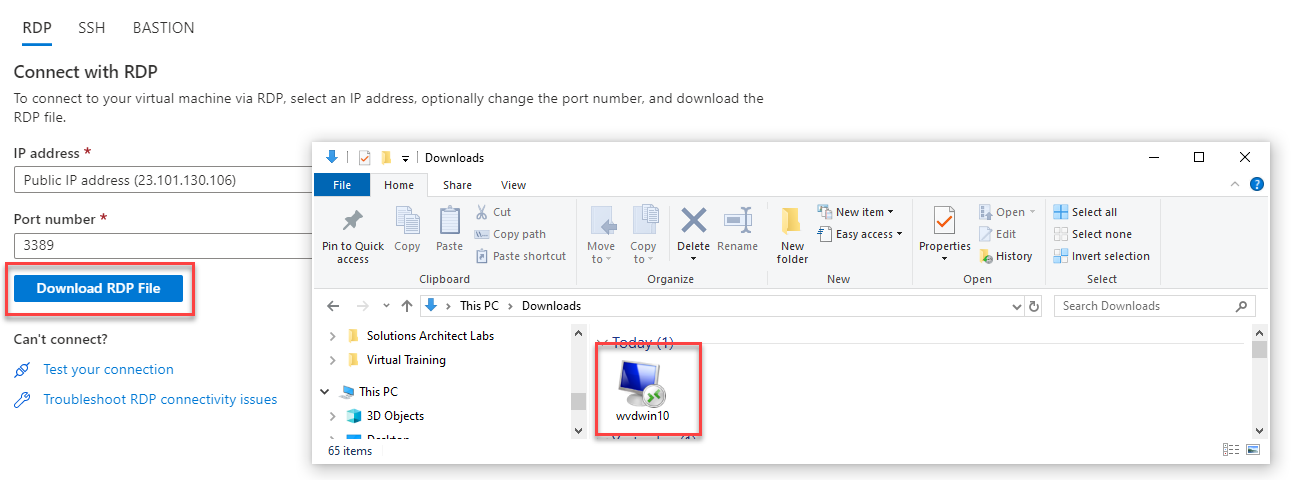 RDP SSH BASTION
Connect with RDP
To connect to your virtual machine via RDP, select an IP address, optionally change the port number, and download the
RDP file.
IP address *
Public IP address (23.101.130.106)
Port number *
3389
Download RDP File
Can't connect?
Test your connection
Troubleshoot RDP connectivity issues
Downloads
File Home Share View
Pin to Quick
access
Copy
Paste
Cut
Copy path
Paste shortcut
Clipboard
Move
to
Copy
to
Delete
Rename
Organize
New
folder
New item
Easy access
New
Properties
Open
Edit
History
Open
Select all
Select none
Invert selection
Select
This PC > Downloads
Search Downloads
Solutions Architect Labs
Virtual Training
This PC
3D Objects
Desktop
Today (1)
wvdwin10
Yesterday (1)
65 items